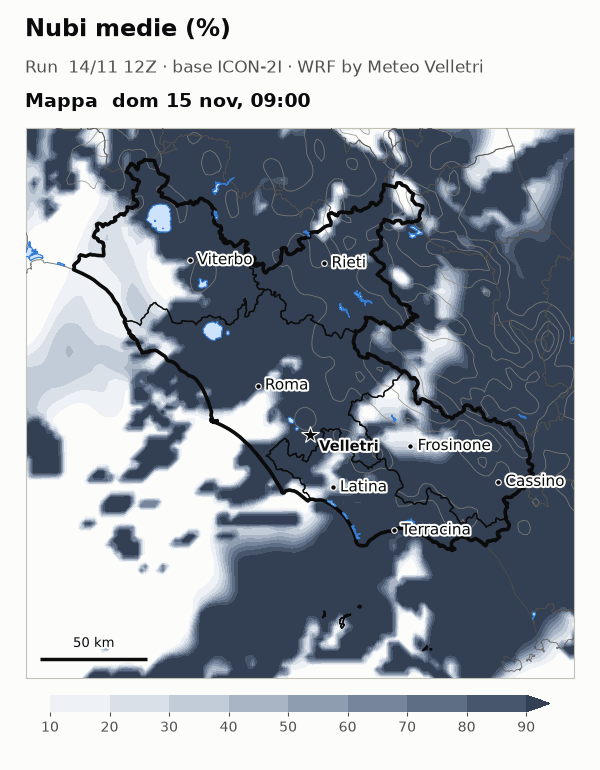 Nubi medie (%)
Run 14/11 12Z · base ICON-2I · WRF by Meteo Velletri
Mappa dom 15 nov, 09:00
Viterbo
Rieti
Roma
Velletri
Frosinone
Latina
Cassino
Terracina
50 km
10 20 30 40 50 60 70 80 90